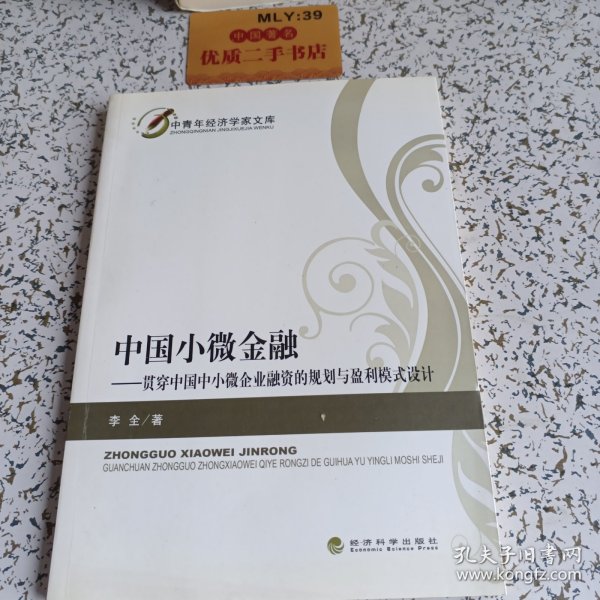 MLY:39
中国著名
优质二手书店
中青年经济学家文库
ZHONGQINGNIAN JINGJIXUEJIA WENKU
中国小微金融
——贯穿中国中小微企业融资的规划与盈利模式设计
李 全/著
ZHONGGUO XIAOWEI JINRONG
GUANCHUAN ZHONGGUO ZHONGXIAOWEI QIYE RONGZI DE GUIHUA YU YINGLI MOSHI SHEJI
经济科学出版社
Economic Science Press
孔夫子旧书网
www.kongfz.com